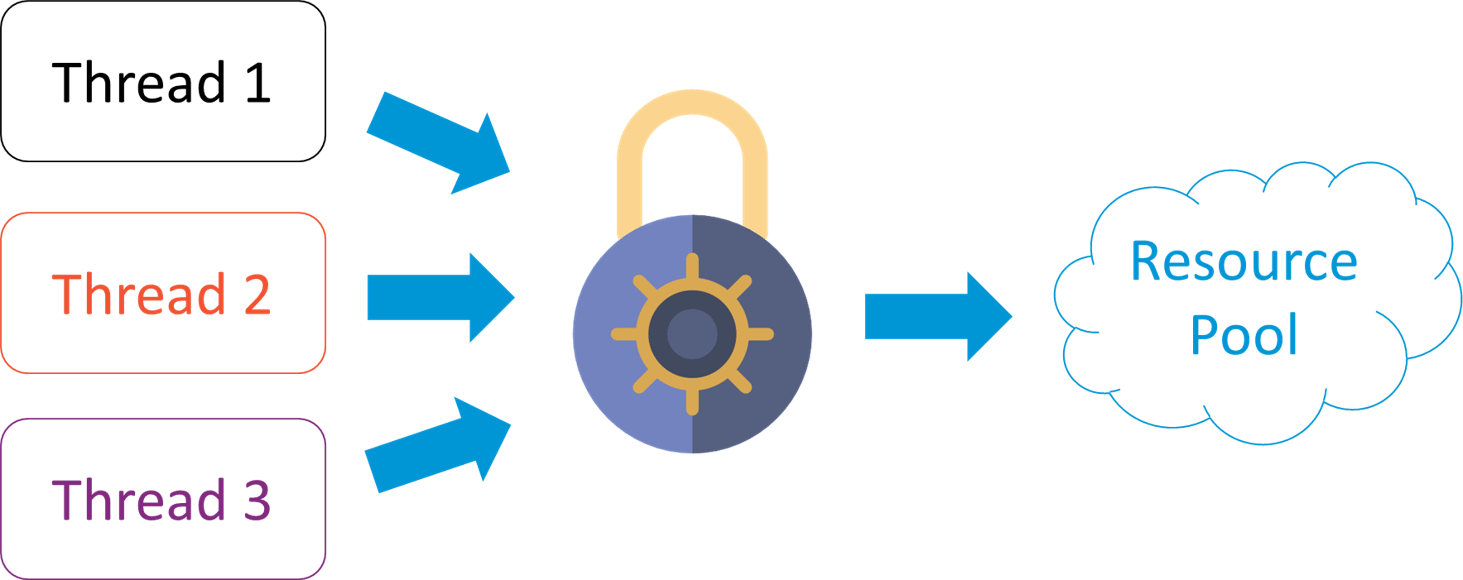 Thread 1
Thread 2
Thread 3
Resource
Pool